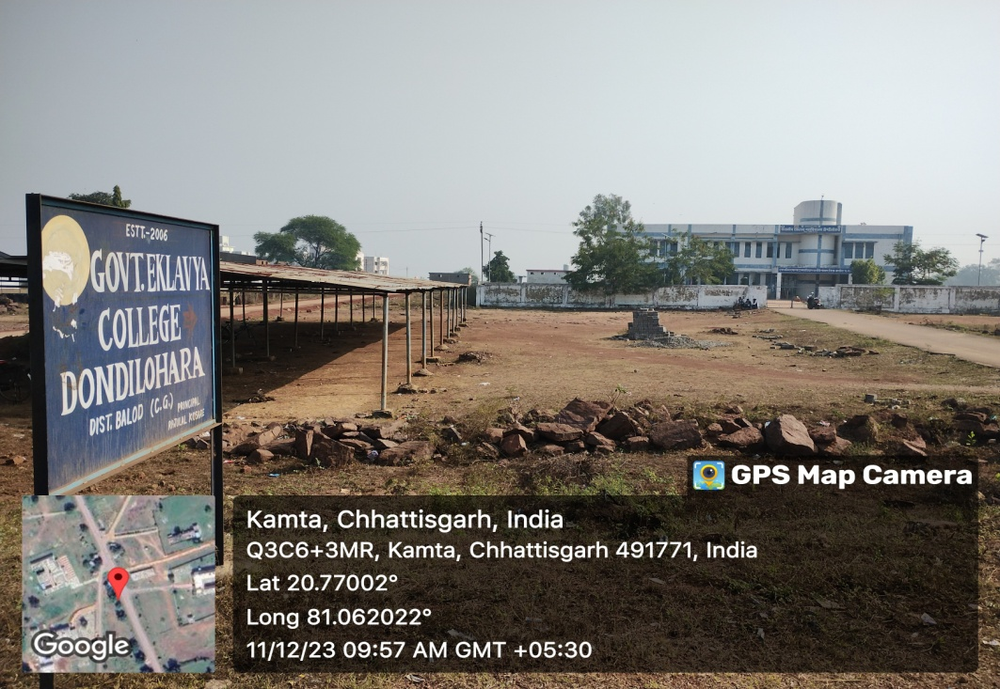 ESTT.-2006
GOVT. EKLAVYA
COLLEGE
DONDILOHARA
DIST. BALOD (C.G.)
PRINCIPAL
GPS Map Camera
Kamta, Chhattisgarh, India
Q3C6+3MR, Kamta, Chhattisgarh 491771, India
Lat 20.77002°
Long 81.062022°
11/12/23 09:57 AM GMT +05:30
Google